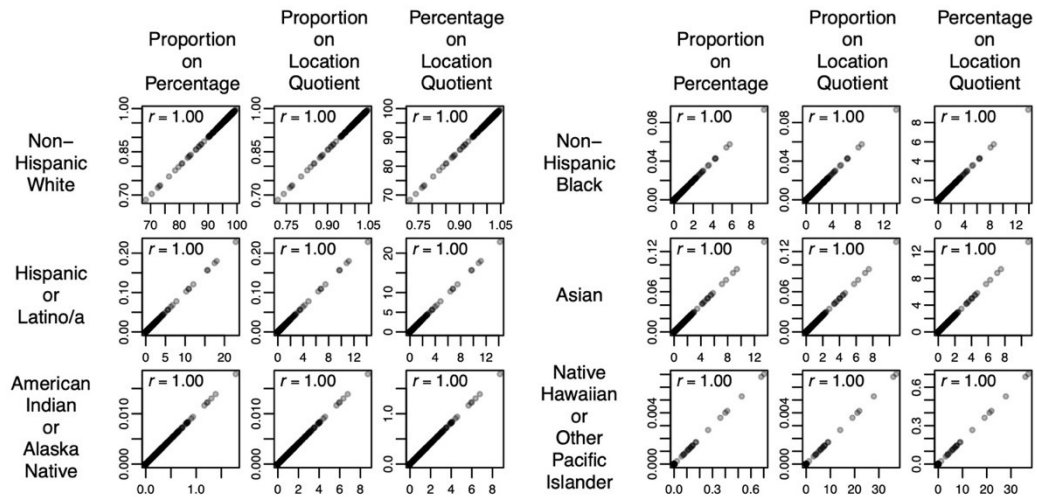 Proportion
on
Percentage
Proportion
on
Location
Quotient
Percentage
on
Location
Quotient
Non–
Hispanic
White
0.70 0.85 1.00
r = 1.00
70 80 90 100
0.70 0.85 1.00
r = 1.00
0.75 0.90 1.05
70 80 90 100
r = 1.00
0.75 0.90 1.05
Hispanic
or
Latino/a
0.00 0.10 0.20
r = 1.00
0 5 10 20
0.00 0.10 0.20
r = 1.00
0 2 4 6 8 12
0 5 10 20
r = 1.00
0 2 4 6 8 12
American
Indian
or
Alaska
Native
0.000 0.010
r = 1.00
0.0 1.0
0.000 0.010
r = 1.00
0 2 4 6 8
0.0 1.0
r = 1.00
0 2 4 6 8
Proportion
on
Percentage
Proportion
on
Location
Quotient
Percentage
on
Location
Quotient
Non–
Hispanic
Black
0.00 0.04 0.08
r = 1.00
0 2 4 6 8
0.00 0.04 0.08
r = 1.00
0 4 8 12
0 2 4 6 8
r = 1.00
0 4 8 12
Asian
0.00 0.06 0.12
r = 1.00
0 4 8 12
0.00 0.06 0.12
r = 1.00
0 2 4 6 8
0 4 8 12
r = 1.00
0 2 4 6 8
Native
Hawaiian
or
Other
Pacific
Islander
0.000 0.004
r = 1.00
0.0 0.3 0.6
0.000 0.004
r = 1.00
0 10 20 30
0.0 0.3 0.6
r = 1.00
0 10 20 30